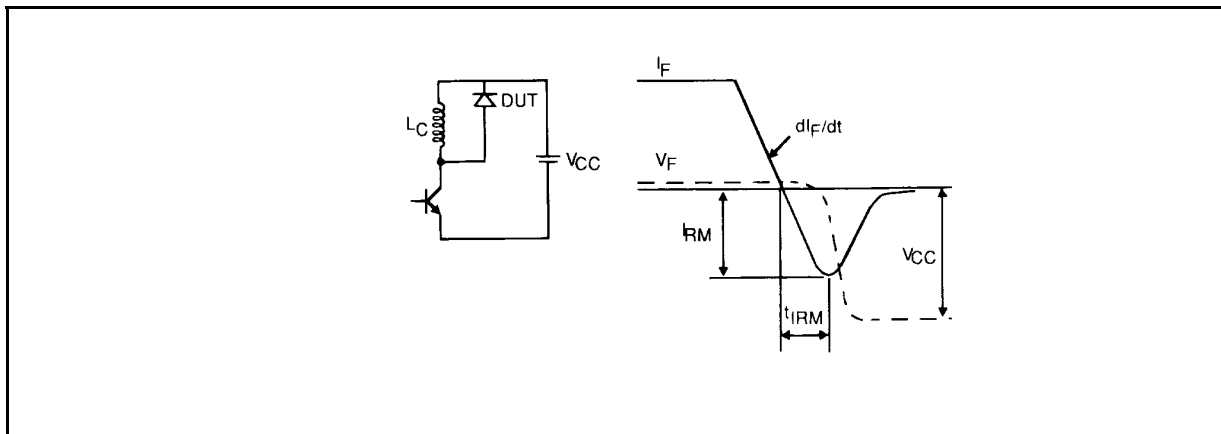 I_F
DUT
L_C
dI_F/dt
V_CC
V_F
I_RM
V_CC
t_IRM